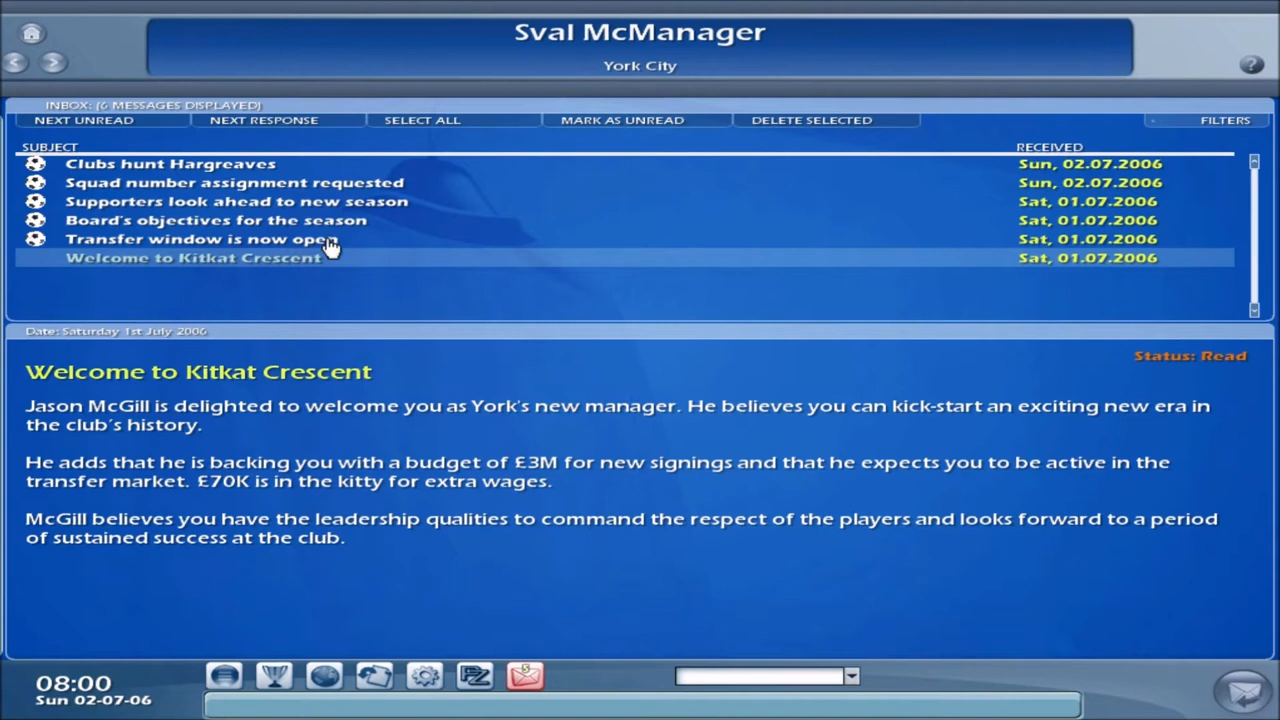 Sval McManager
York City
INBOX: (6 MESSAGES DISPLAYED)
NEXT UNREAD NEXT RESPONSE SELECT ALL MARK AS UNREAD DELETE SELECTED FILTERS
SUBJECT RECEIVED
Clubs hunt Hargreaves Sun, 02.07.2006
Squad number assignment requested Sun, 02.07.2006
Supporters look ahead to new season Sat, 01.07.2006
Board's objectives for the season Sat, 01.07.2006
Transfer window is now open Sat, 01.07.2006
Welcome to Kitkat Crescent Sat, 01.07.2006
Date: Saturday 1st July 2006
Status: Read
Welcome to Kitkat Crescent
Jason McGill is delighted to welcome you as York's new manager. He believes you can kick-start an exciting new era in
the club's history.
He adds that he is backing you with a budget of £3M for new signings and that he expects you to be active in the
transfer market. £70K is in the kitty for extra wages.
McGill believes you have the leadership qualities to command the respect of the players and looks forward to a period
of sustained success at the club.
08:00
Sun 02-07-06
FZ
5
?